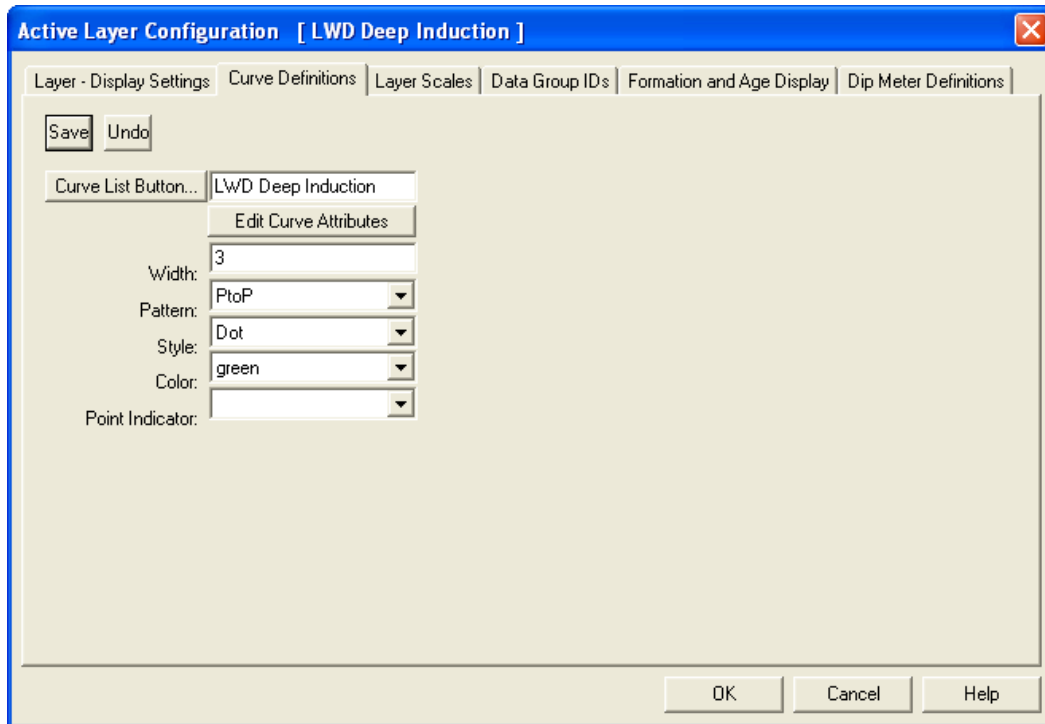 Active Layer Configuration [ LWD Deep Induction ]
Layer - Display Settings Curve Definitions Layer Scales Data Group IDs Formation and Age Display Dip Meter Definitions
Save Undo
Curve List Button... LWD Deep Induction
Edit Curve Attributes
Width: 3
Pattern: PtoP
Style: Dot
Color: green
Point Indicator:
OK Cancel Help